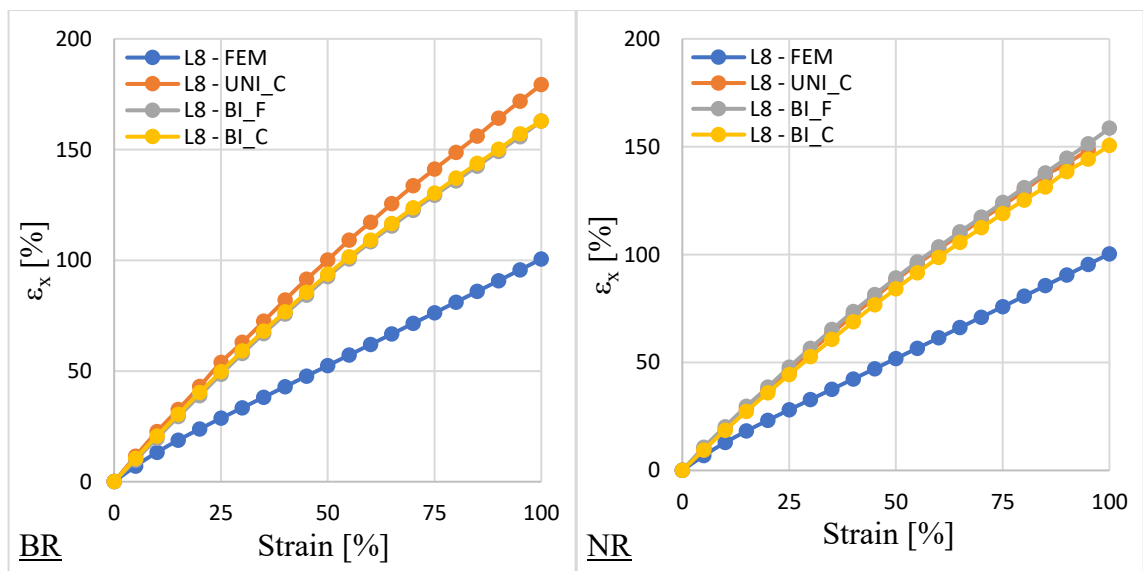 200
150
100
50
0
εx [%]
L8 - FEM
L8 - UNI_C
L8 - BI_F
L8 - BI_C
0 25 50 75 100
Strain [%]
BR
200
150
100
50
0
εx [%]
L8 - FEM
L8 - UNI_C
L8 - BI_F
L8 - BI_C
0 25 50 75 100
Strain [%]
NR